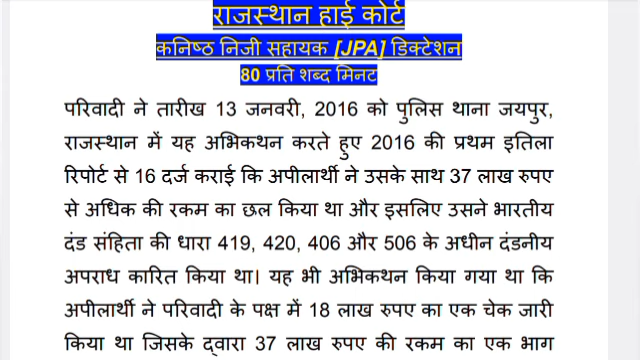 राजस्थान हाई कोर्ट
कनिष्ठ निजी सहायक [JPA] डिक्टेशन
80 प्रति शब्द मिनट
परिवादी ने तारीख 13 जनवरी, 2016 को पुलिस थाना जयपुर,
राजस्थान में यह अभिकथन करते हुए 2016 की प्रथम इतिला
रिपोर्ट से 16 दर्ज कराई कि अपीलार्थी ने उसके साथ 37 लाख रुपए
से अधिक की रकम का छल किया था और इसलिए उसने भारतीय
दंड संहिता की धारा 419, 420, 406 और 506 के अधीन दंडनीय
अपराध कारित किया था। यह भी अभिकथन किया गया था कि
अपीलार्थी ने परिवादी के पक्ष में 18 लाख रुपए का एक चेक जारी
किया था जिसके द्वारा 37 लाख रुपए की रकम का एक भाग